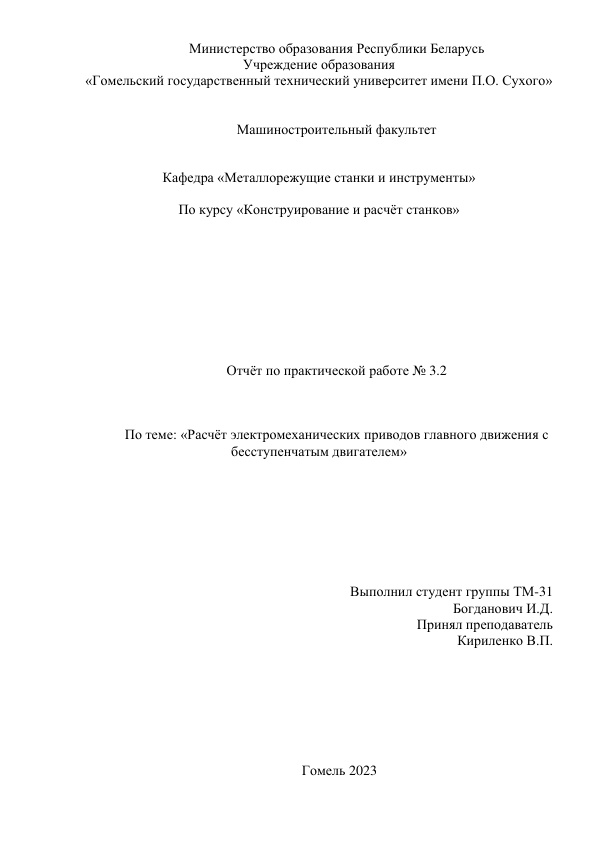 Министерство образования Республики Беларусь
Учреждение образования
«Гомельский государственный технический университет имени П.О. Сухого»
Машиностроительный факультет
Кафедра «Металлорежущие станки и инструменты»
По курсу «Конструирование и расчёт станков»
Отчёт по практической работе № 3.2
По теме: «Расчёт электромеханических приводов главного движения с
бесступенчатым двигателем»
Выполнил студент группы ТМ-31
Богданович И.Д.
Принял преподаватель
Кириленко В.П.
Гомель 2023